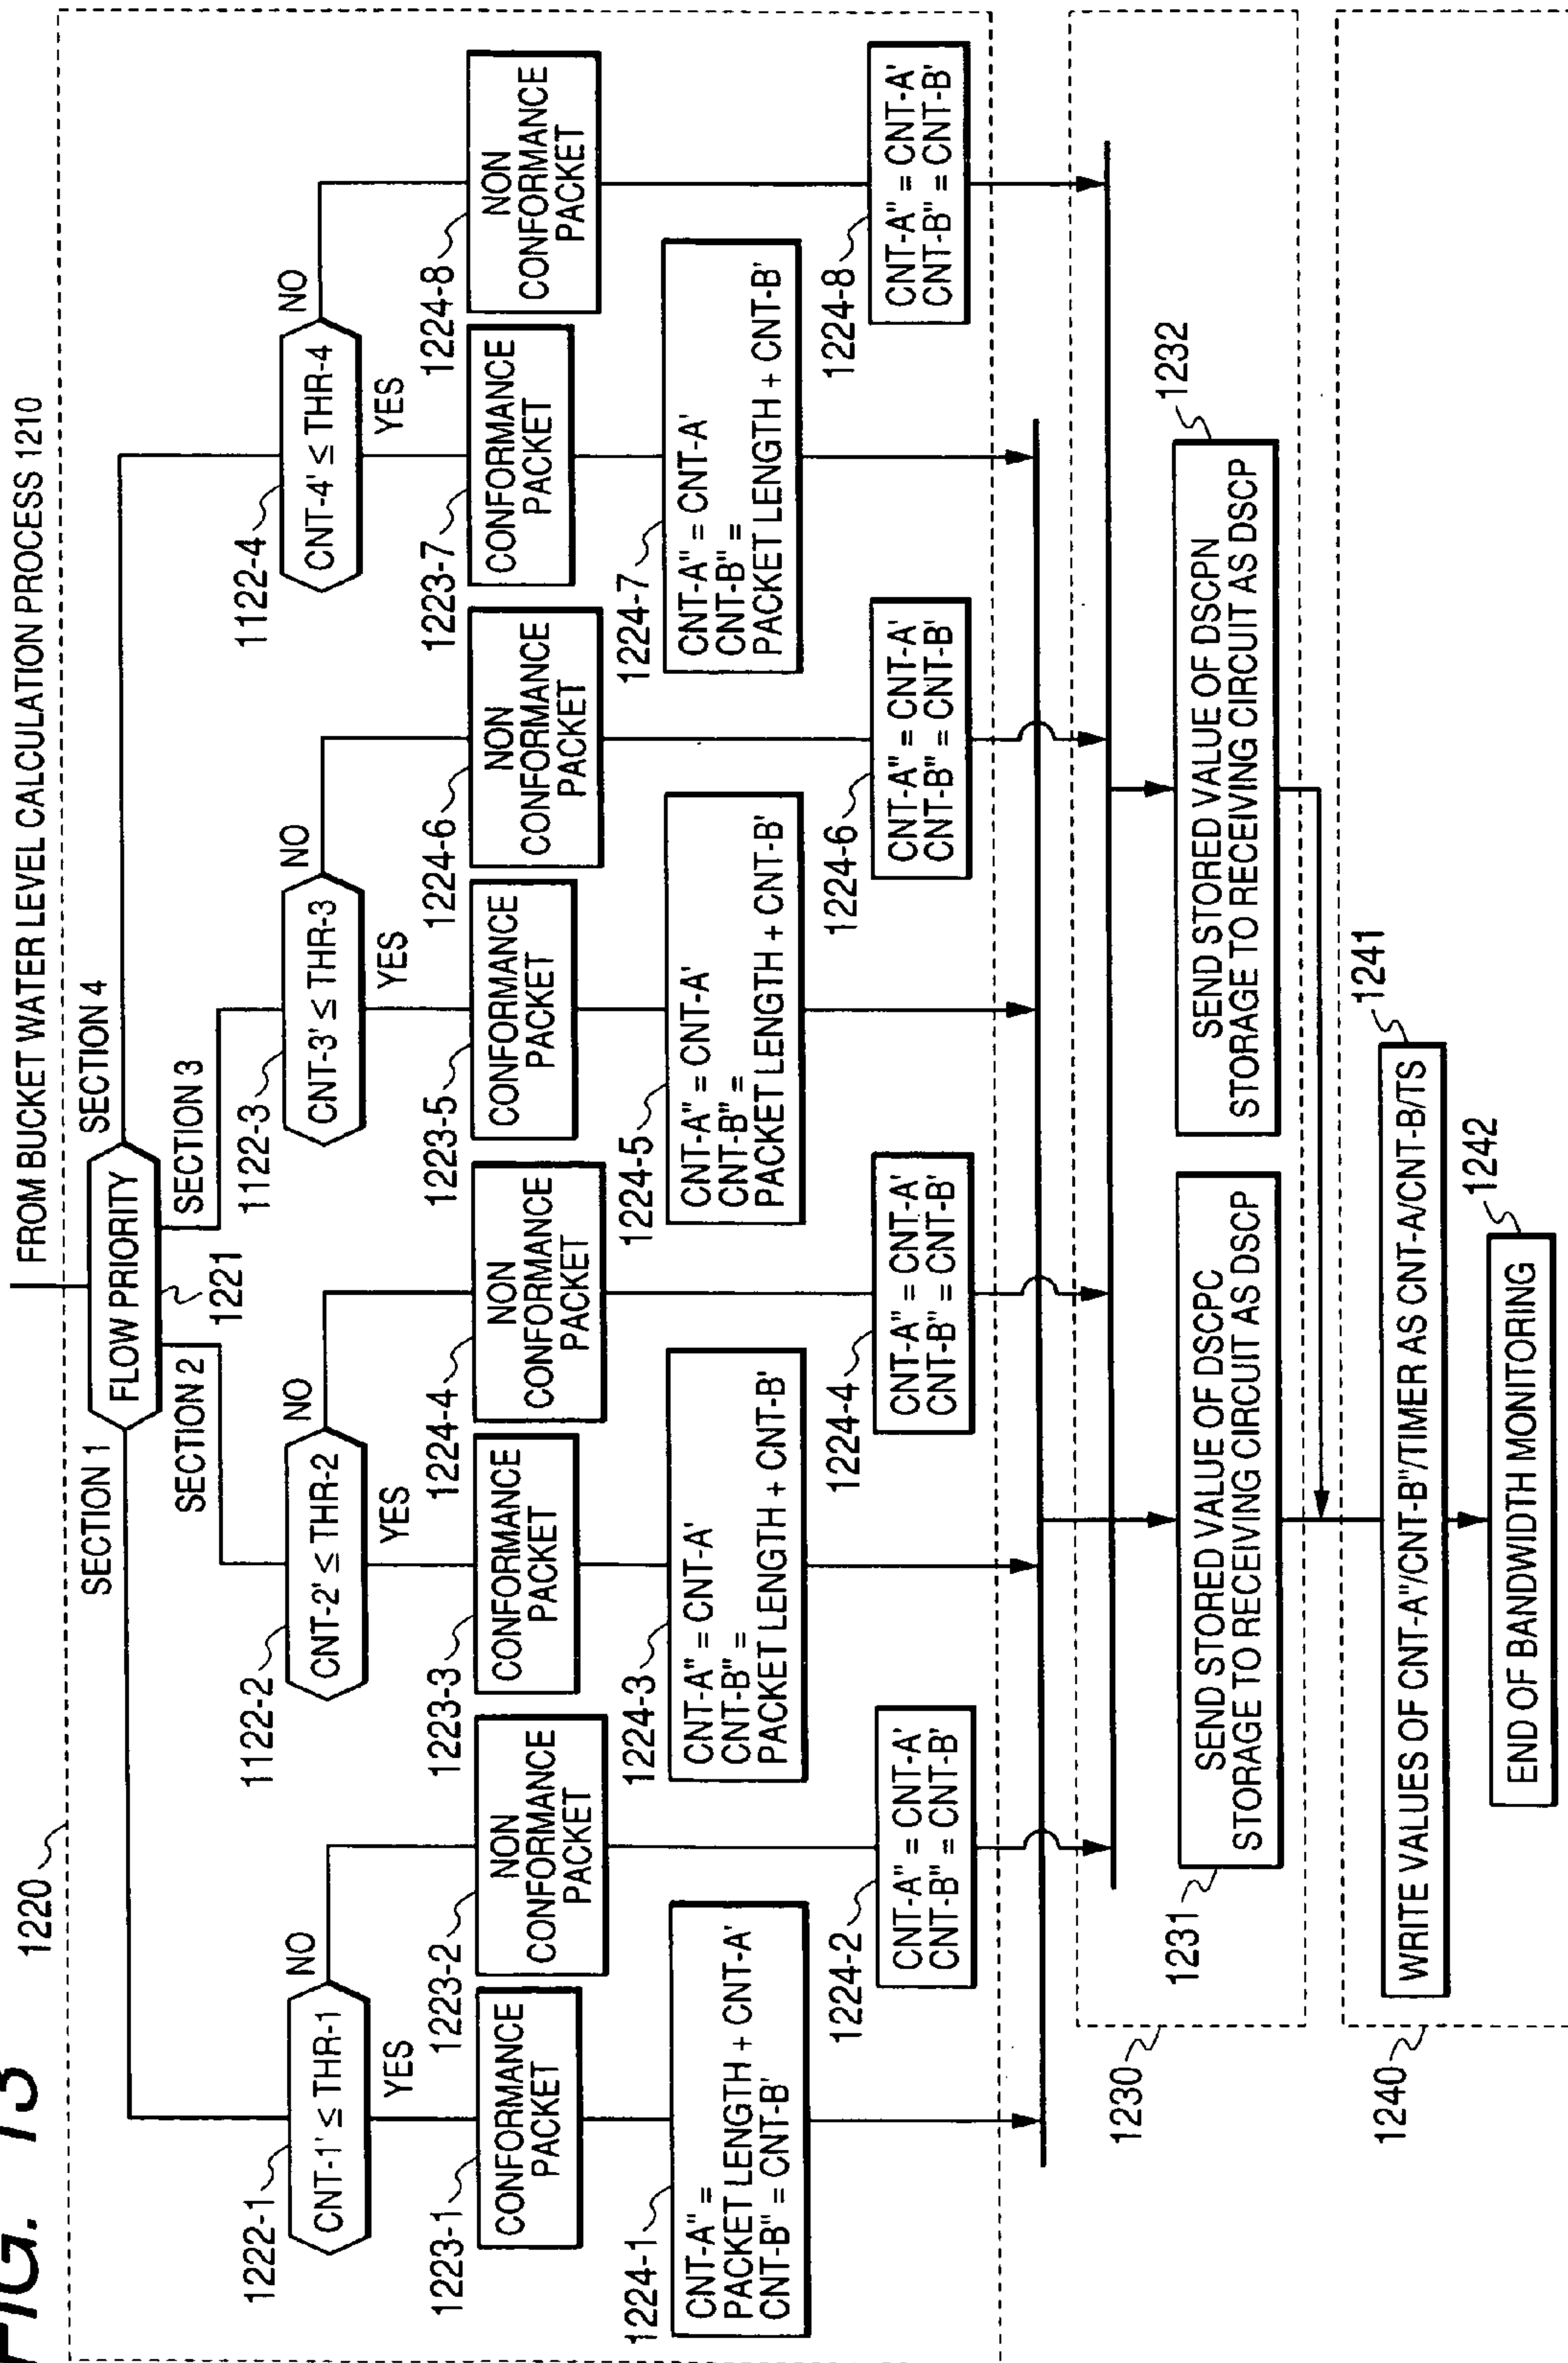 FIG. 13
FROM BUCKET WATER LEVEL CALCULATION PROCESS 1210
1220
FLOW PRIORITY
1221
SECTION 1
SECTION 2
SECTION 3
SECTION 4
1222-1
CNT-1' ≤ THR-1
NO
YES
1122-2
CNT-2' ≤ THR-2
NO
YES
1122-3
CNT-3' ≤ THR-3
NO
YES
1122-4
CNT-4' ≤ THR-4
NO
YES
1223-1
CONFORMANCE
PACKET
1223-2
NON
CONFORMANCE
PACKET
1223-3
CONFORMANCE
PACKET
1224-4
NON
CONFORMANCE
PACKET
1223-5
CONFORMANCE
PACKET
1224-6
NON
CONFORMANCE
PACKET
1223-7
CONFORMANCE
PACKET
1224-8
NON
CONFORMANCE
PACKET
1224-1
CNT-A" =
PACKET LENGTH + CNT-A'
CNT-B" = CNT-B'
1224-3
CNT-A" = CNT-A'
CNT-B" =
PACKET LENGTH + CNT-B'
1224-5
CNT-A" = CNT-A'
CNT-B" =
PACKET LENGTH + CNT-B'
1224-7
CNT-A" = CNT-A'
CNT-B" =
PACKET LENGTH + CNT-B'
1224-2
CNT-A" = CNT-A'
CNT-B" = CNT-B'
1224-4
CNT-A" = CNT-A'
CNT-B" = CNT-B'
1224-6
CNT-A" = CNT-A'
CNT-B" = CNT-B'
1224-8
CNT-A" = CNT-A'
CNT-B" = CNT-B'
1230
1231
SEND STORED VALUE OF DSCPC
STORAGE TO RECEIVING CIRCUIT AS DSCP
1232
SEND STORED VALUE OF DSCPN
STORAGE TO RECEIVING CIRCUIT AS DSCP
1240
1241
WRITE VALUES OF CNT-A"/CNT-B"/TIMER AS CNT-A/CNT-B/TS
1242
END OF BANDWIDTH MONITORING